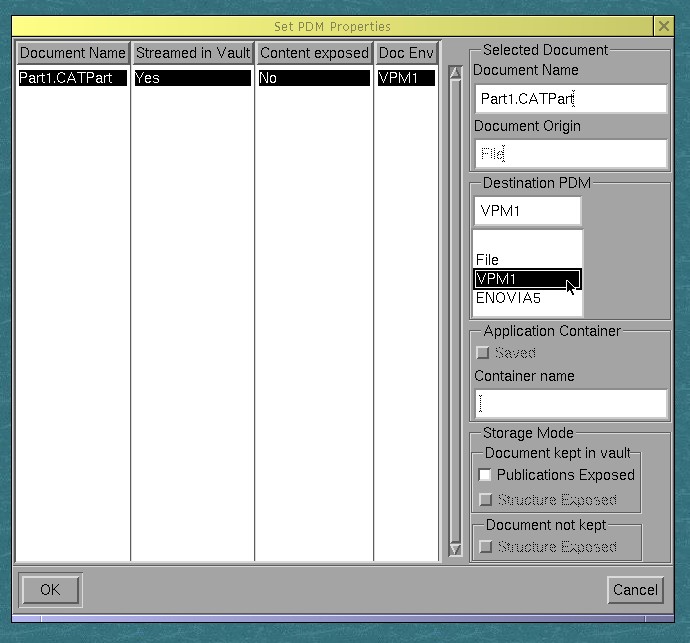 Set PDM Properties
Document Name Streamed in Vault Content exposed Doc Env
Part1.CATPart Yes No VPM1
Selected Document
Document Name
Part1.CATPart
Document Origin
File
Destination PDM
VPM1
File
VPM1
ENOVIA5
Application Container
Saved
Container name
Storage Mode
Document kept in vault
Publications Exposed
Structure Exposed
Document not kept
Structure Exposed
OK
Cancel